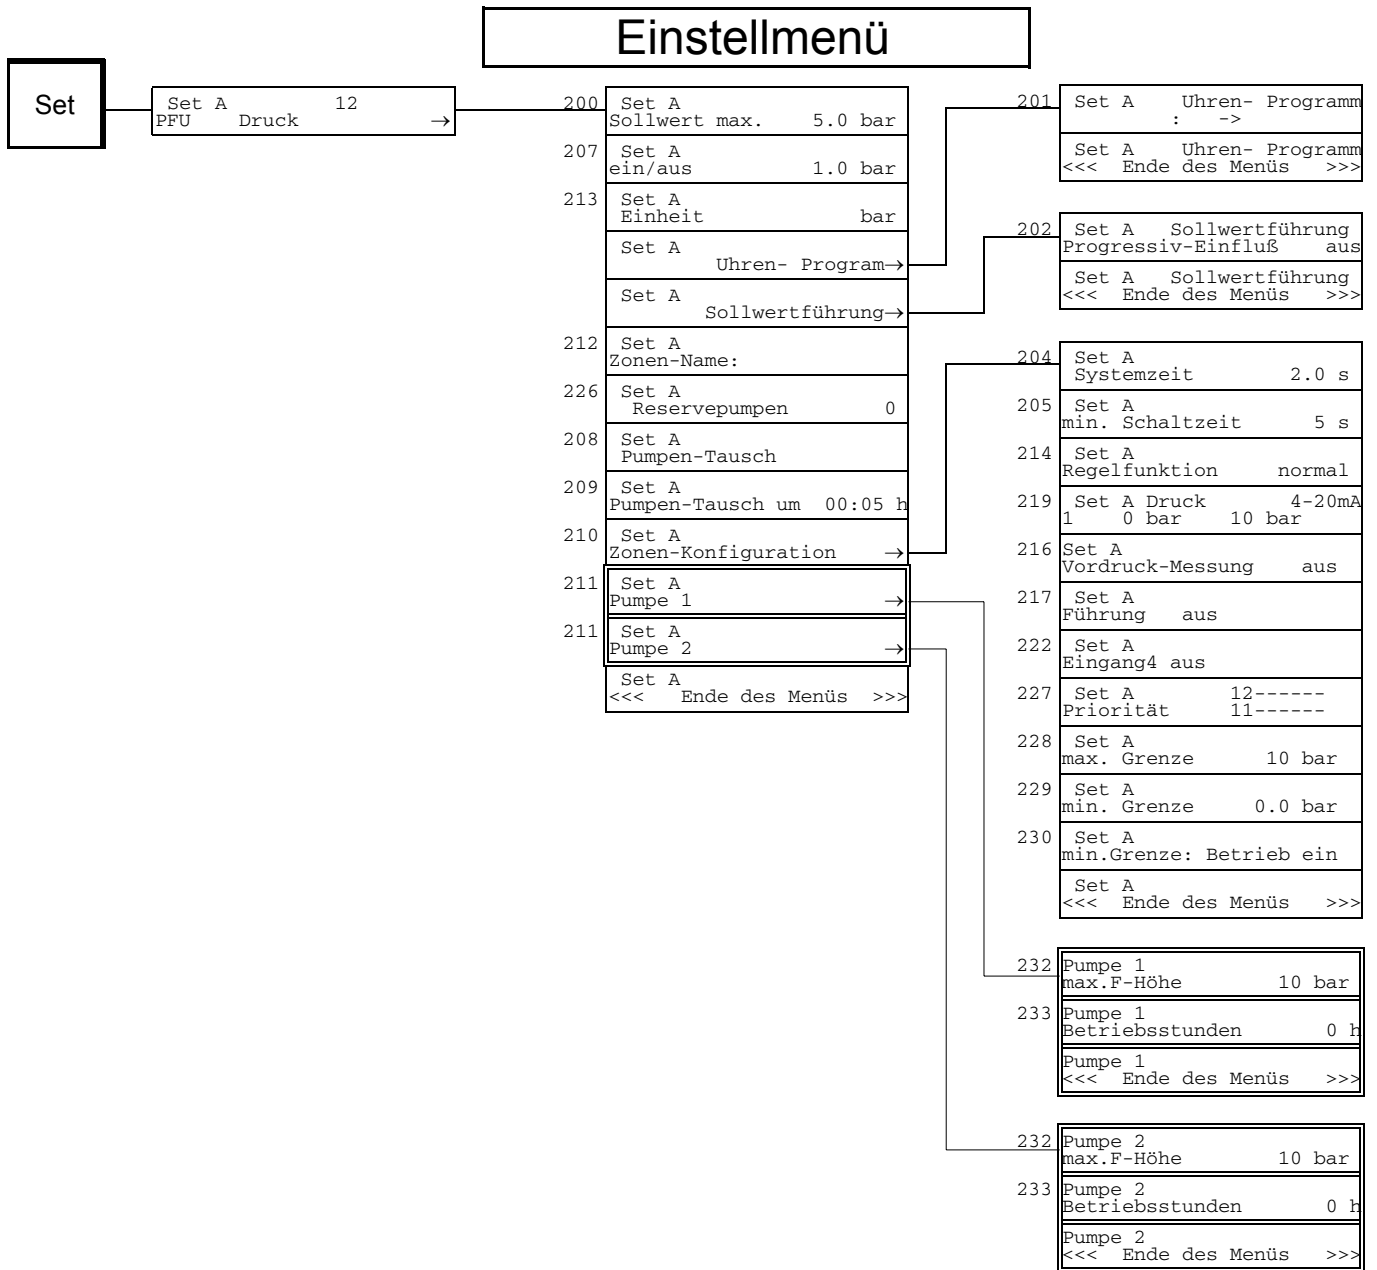 Einstellmenü
Set
Set A 12
PFU Druck →
200 Set A
Sollwert max. 5.0 bar
207 Set A
ein/aus 1.0 bar
213 Set A
Einheit bar
Set A
Uhren- Program→
Set A
Sollwertführung→
212 Set A
Zonen-Name:
226 Set A
Reservepumpen 0
208 Set A
Pumpen-Tausch
209 Set A
Pumpen-Tausch um 00:05 h
210 Set A
Zonen-Konfiguration →
211 Set A
Pumpe 1 →
211 Set A
Pumpe 2 →
Set A
<<< Ende des Menüs >>>
201 Set A Uhren- Programm
: ->
Set A Uhren- Programm
<<< Ende des Menüs >>>
202 Set A Sollwertführung
Progressiv-Einfluß aus
Set A Sollwertführung
<<< Ende des Menüs >>>
204 Set A
Systemzeit 2.0 s
205 Set A
min. Schaltzeit 5 s
214 Set A
Regelfunktion normal
219 Set A Druck 4-20mA
1 0 bar 10 bar
216 Set A
Vordruck-Messung aus
217 Set A
Führung aus
222 Set A
Eingang4 aus
227 Set A 12------
Priorität 11------
228 Set A
max. Grenze 10 bar
229 Set A
min. Grenze 0.0 bar
230 Set A
min.Grenze: Betrieb ein
Set A
<<< Ende des Menüs >>>
232 Pumpe 1
max.F-Höhe 10 bar
233 Pumpe 1
Betriebsstunden 0 h
Pumpe 1
<<< Ende des Menüs >>>
232 Pumpe 2
max.F-Höhe 10 bar
233 Pumpe 2
Betriebsstunden 0 h
Pumpe 2
<<< Ende des Menüs >>>